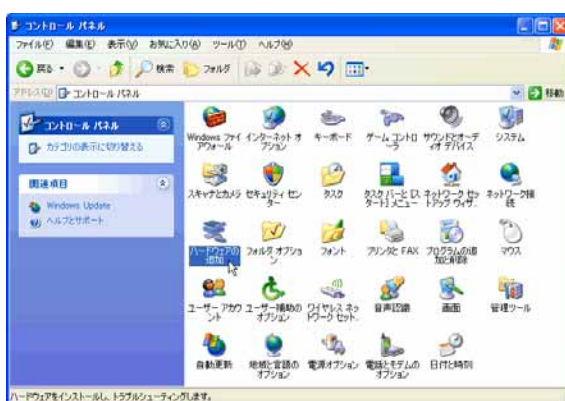 コントロール パネル
ファイル(F) 編集(E) 表示(V) お気に入り(A) ツール(T) ヘルプ(H)
戻る 検索 フォルダ
アドレス(D) コントロール パネル 移動
コントロール パネル
カテゴリの表示に切り替える
関連項目
Windows Update
ヘルプとサポート
Windows ファイ インターネット オ キーボード ゲーム コントロ サウンドとオーデ システム
アウォール プション ーラ ィオ デバイス
スキャナとカメラ セキュリティ セン タスク タスク バーと [ス ネットワーク セッ ネットワーク接
ター タート] メニュー トアップ ウィザ.. 続
ハードウェアの フォルダ オプショ フォント プリンタと FAX プログラムの追 マウス
追加 ン 加と削除
ユーザー アカウ ユーザー補助の ワイヤレス ネッ 音声認識 画面 管理ツール
ント オプション トワーク セット..
自動更新 地域と言語の 電源オプション 電話とモデムの 日付と時刻
オプション オプション
ハードウェアをインストールし、トラブルシューティングします。